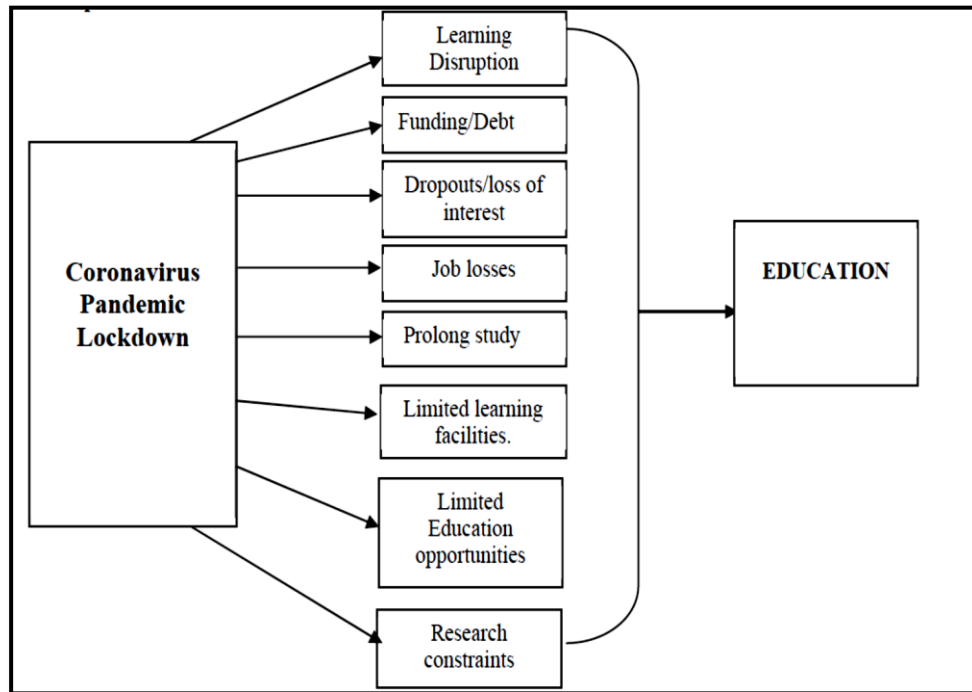 Learning
Disruption
Funding/Debt
Dropouts/loss of
interest
Coronavirus
Pandemic
Lockdown
Job losses
EDUCATION
Prolong study
Limited learning
facilities.
Limited
Education
opportunities
Research
constraints